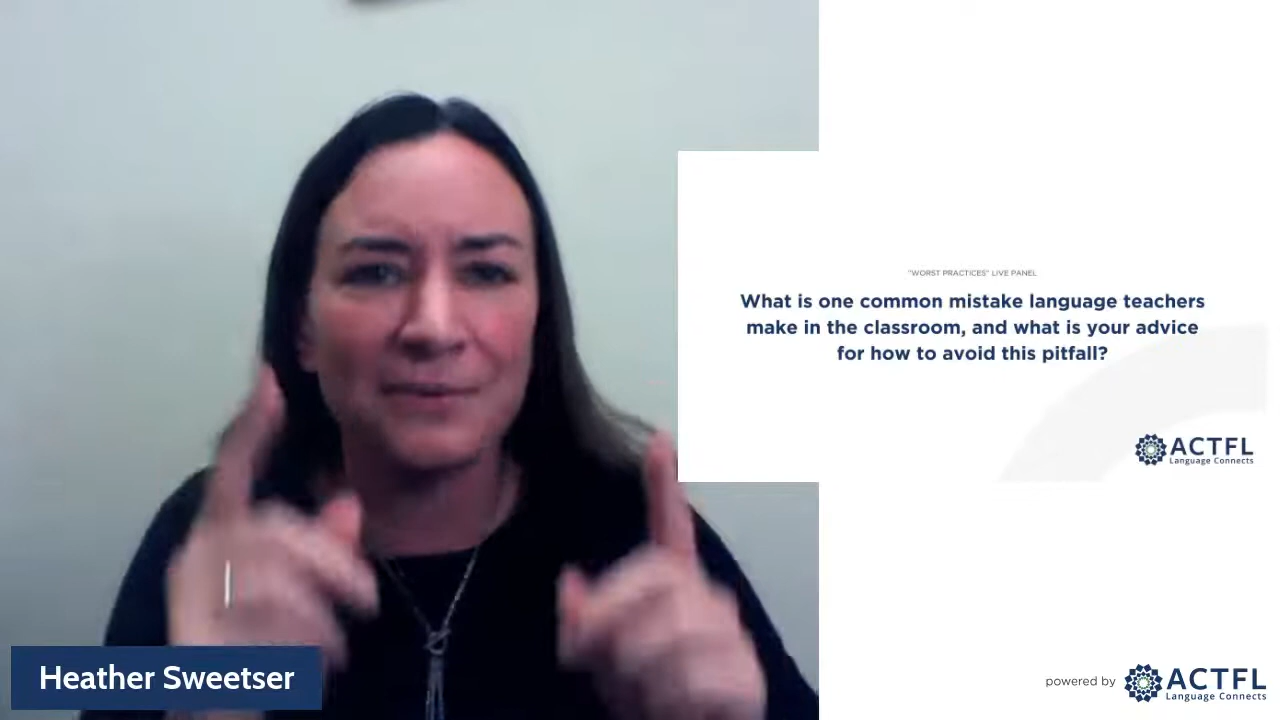 "WORST PRACTICES" LIVE PANEL
What is one common mistake language teachers
make in the classroom, and what is your advice
for how to avoid this pitfall?
ACTFL
Language Connects
Heather Sweetser
powered by ACTFL
Language Connects